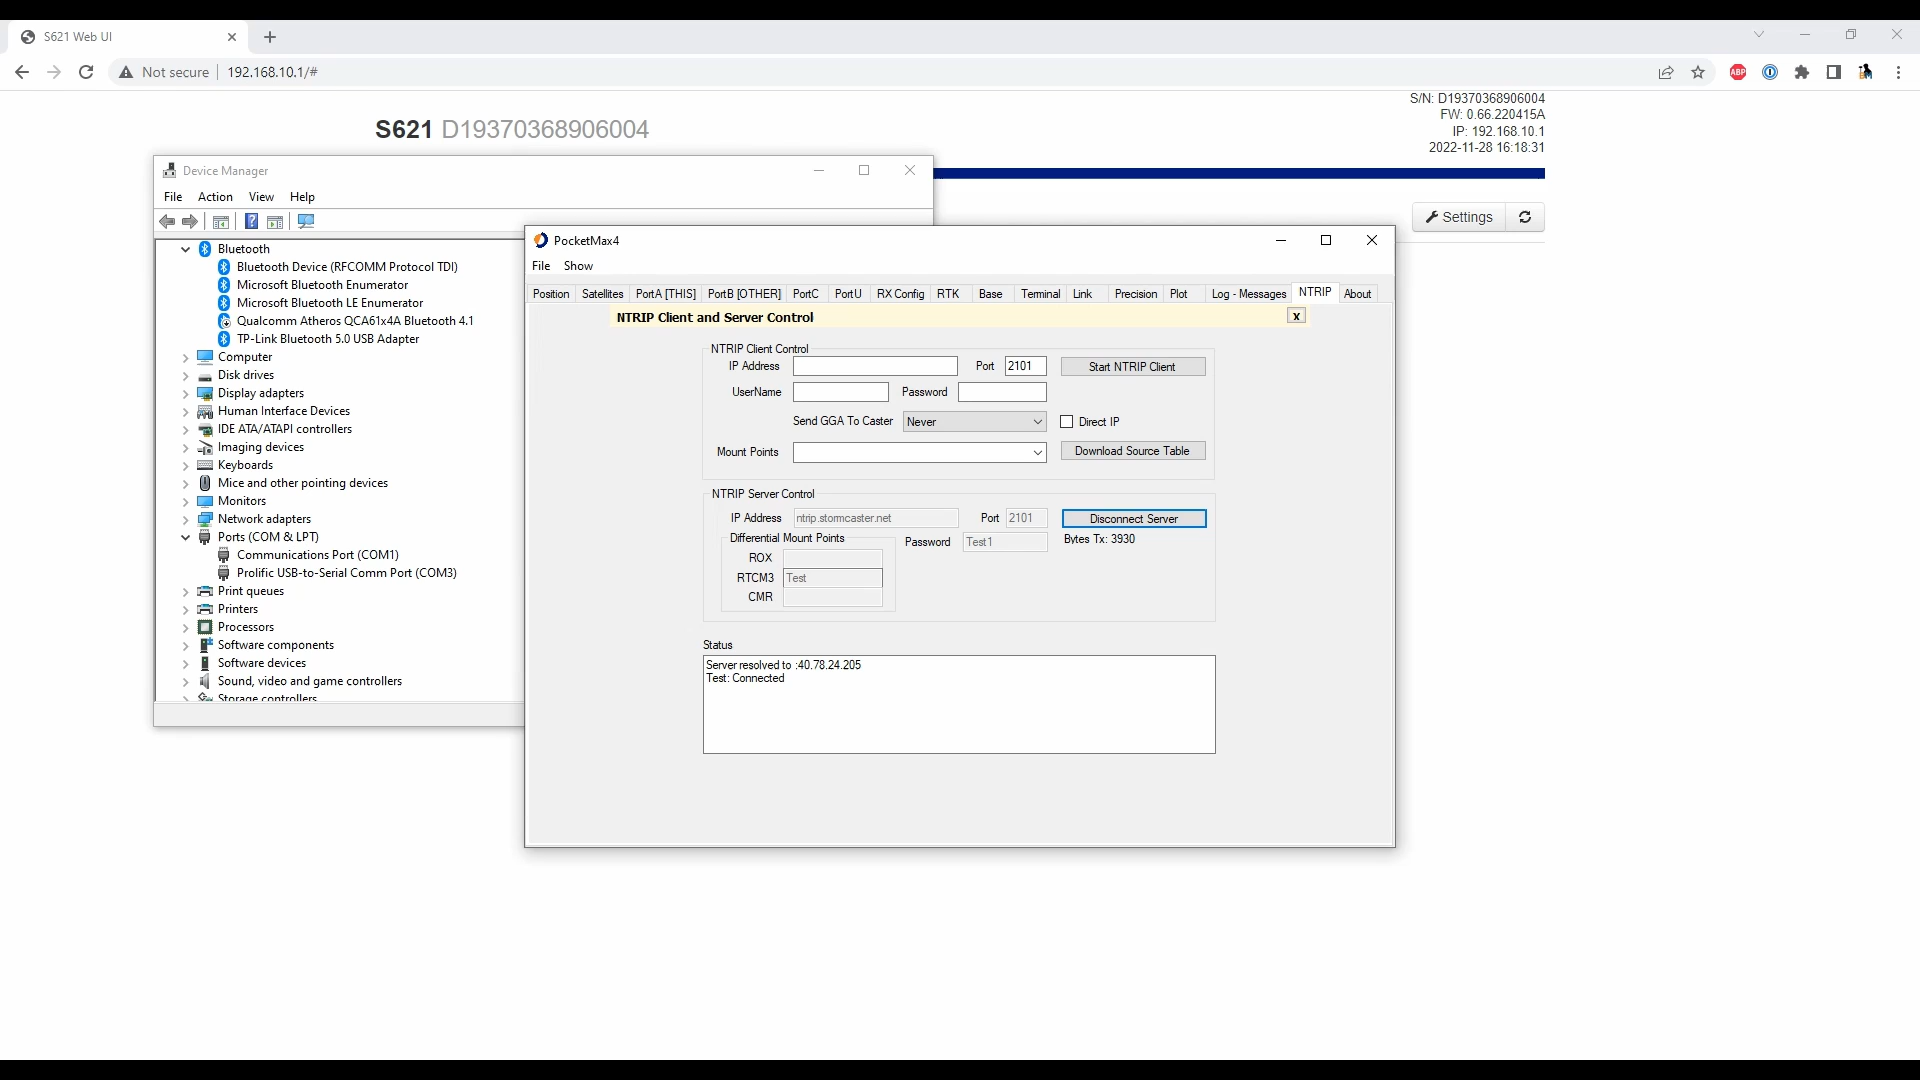 S621 Web UI
Not secure 192.168.10.1/#
ABP
S/N: D19370368906004
FW: 0.66.220415A
IP: 192.168.10.1
2022-11-28 16:18:31
S621 D19370368906004
Settings
Device Manager
File Action View Help
Bluetooth
Bluetooth Device (RFCOMM Protocol TDI)
Microsoft Bluetooth Enumerator
Microsoft Bluetooth LE Enumerator
Qualcomm Atheros QCA61x4A Bluetooth 4.1
TP-Link Bluetooth 5.0 USB Adapter
Computer
Disk drives
Display adapters
Human Interface Devices
IDE ATA/ATAPI controllers
Imaging devices
Keyboards
Mice and other pointing devices
Monitors
Network adapters
Ports (COM & LPT)
Communications Port (COM1)
Prolific USB-to-Serial Comm Port (COM3)
Print queues
Printers
Processors
Software components
Software devices
Sound, video and game controllers
Storage controllers
PocketMax4
File Show
Position Satellites PortA [THIS] PortB [OTHER] PortC PortU RX Config RTK Base Terminal Link Precision Plot Log - Messages NTRIP About
NTRIP Client and Server Control x
NTRIP Client Control
IP Address Port 2101 Start NTRIP Client
UserName Password
Send GGA To Caster Never Direct IP
Mount Points Download Source Table
NTRIP Server Control
IP Address ntrip.stormcaster.net Port 2101 Disconnect Server
Differential Mount Points Password Test1 Bytes Tx: 3930
ROX
RTCM3 Test
CMR
Status
Server resolved to :40.78.24.205
Test: Connected